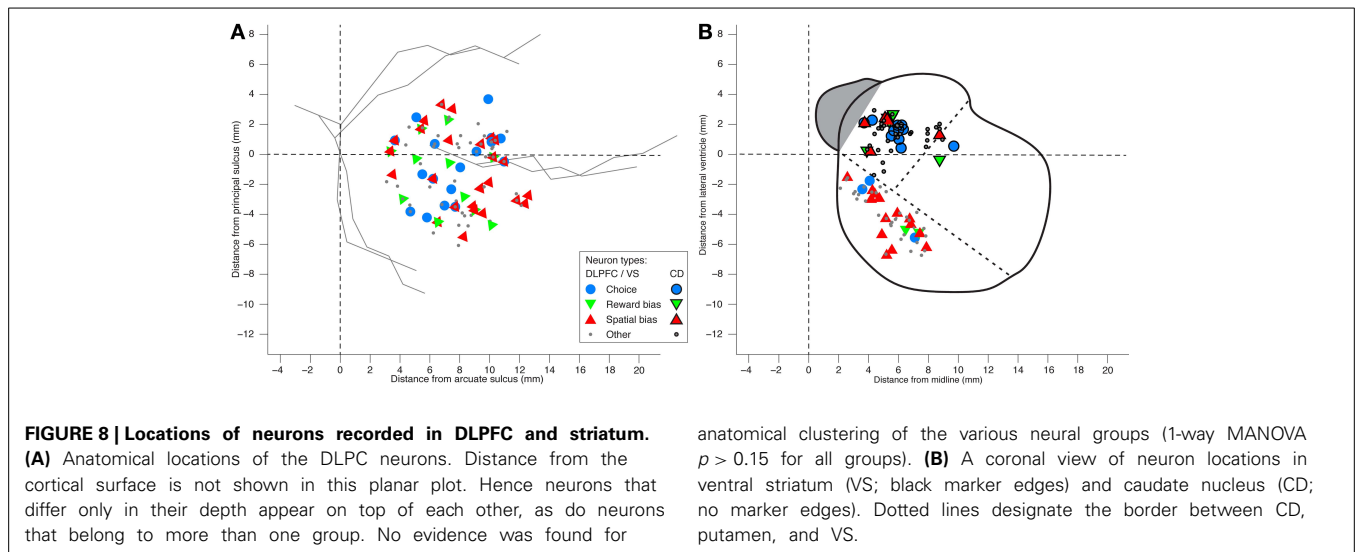 A
8
6
4
2
0
−2
−4
−6
−8
−10
−12
Distance from principal sulcus (mm)
−4 −2 0 2 4 6 8 10 12 14 16 18 20
Distance from arcuate sulcus (mm)
Neuron types:
DLPFC / VS CD
Choice
Reward bias
Spatial bias
Other
B
8
6
4
2
0
−2
−4
−6
−8
−10
−12
Distance from lateral ventricle (mm)
−4 −2 0 2 4 6 8 10 12 14 16 18 20
Distance from midline (mm)
FIGURE 8 | Locations of neurons recorded in DLPFC and striatum.
(A) Anatomical locations of the DLPC neurons. Distance from the
cortical surface is not shown in this planar plot. Hence neurons that
differ only in their depth appear on top of each other, as do neurons
that belong to more than one group. No evidence was found for
anatomical clustering of the various neural groups (1-way MANOVA
p > 0.15 for all groups). (B) A coronal view of neuron locations in
ventral striatum (VS; black marker edges) and caudate nucleus (CD;
no marker edges). Dotted lines designate the border between CD,
putamen, and VS.